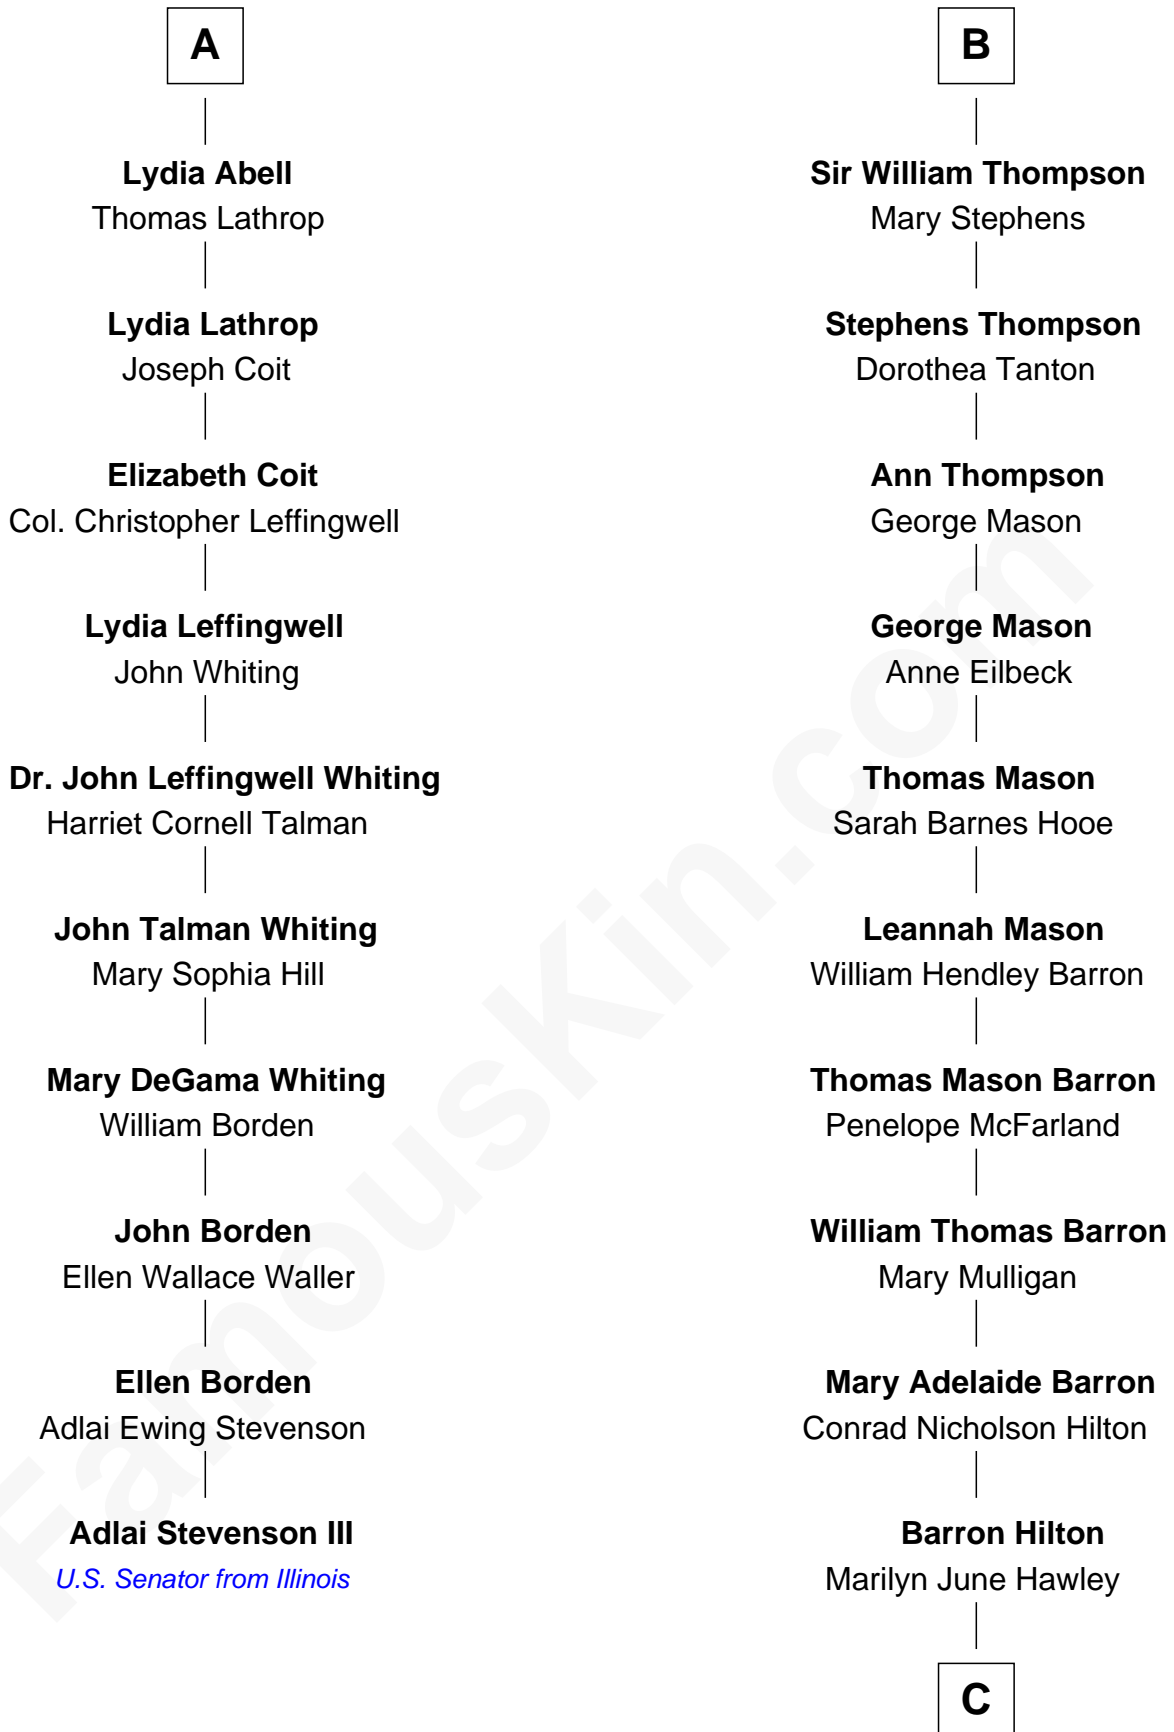 A
Lydia Abell
Thomas Lathrop
Lydia Lathrop
Joseph Coit
Elizabeth Coit
Col. Christopher Leffingwell
Lydia Leffingwell
John Whiting
Dr. John Leffingwell Whiting
Harriet Cornell Talman
John Talman Whiting
Mary Sophia Hill
Mary DeGama Whiting
William Borden
John Borden
Ellen Wallace Waller
Ellen Borden
Adlai Ewing Stevenson
Adlai Stevenson III
U.S. Senator from Illinois
B
Sir William Thompson
Mary Stephens
Stephens Thompson
Dorothea Tanton
Ann Thompson
George Mason
George Mason
Anne Eilbeck
Thomas Mason
Sarah Barnes Hooe
Leannah Mason
William Hendley Barron
Thomas Mason Barron
Penelope McFarland
William Thomas Barron
Mary Mulligan
Mary Adelaide Barron
Conrad Nicholson Hilton
Barron Hilton
Marilyn June Hawley
C
FamousKin.com